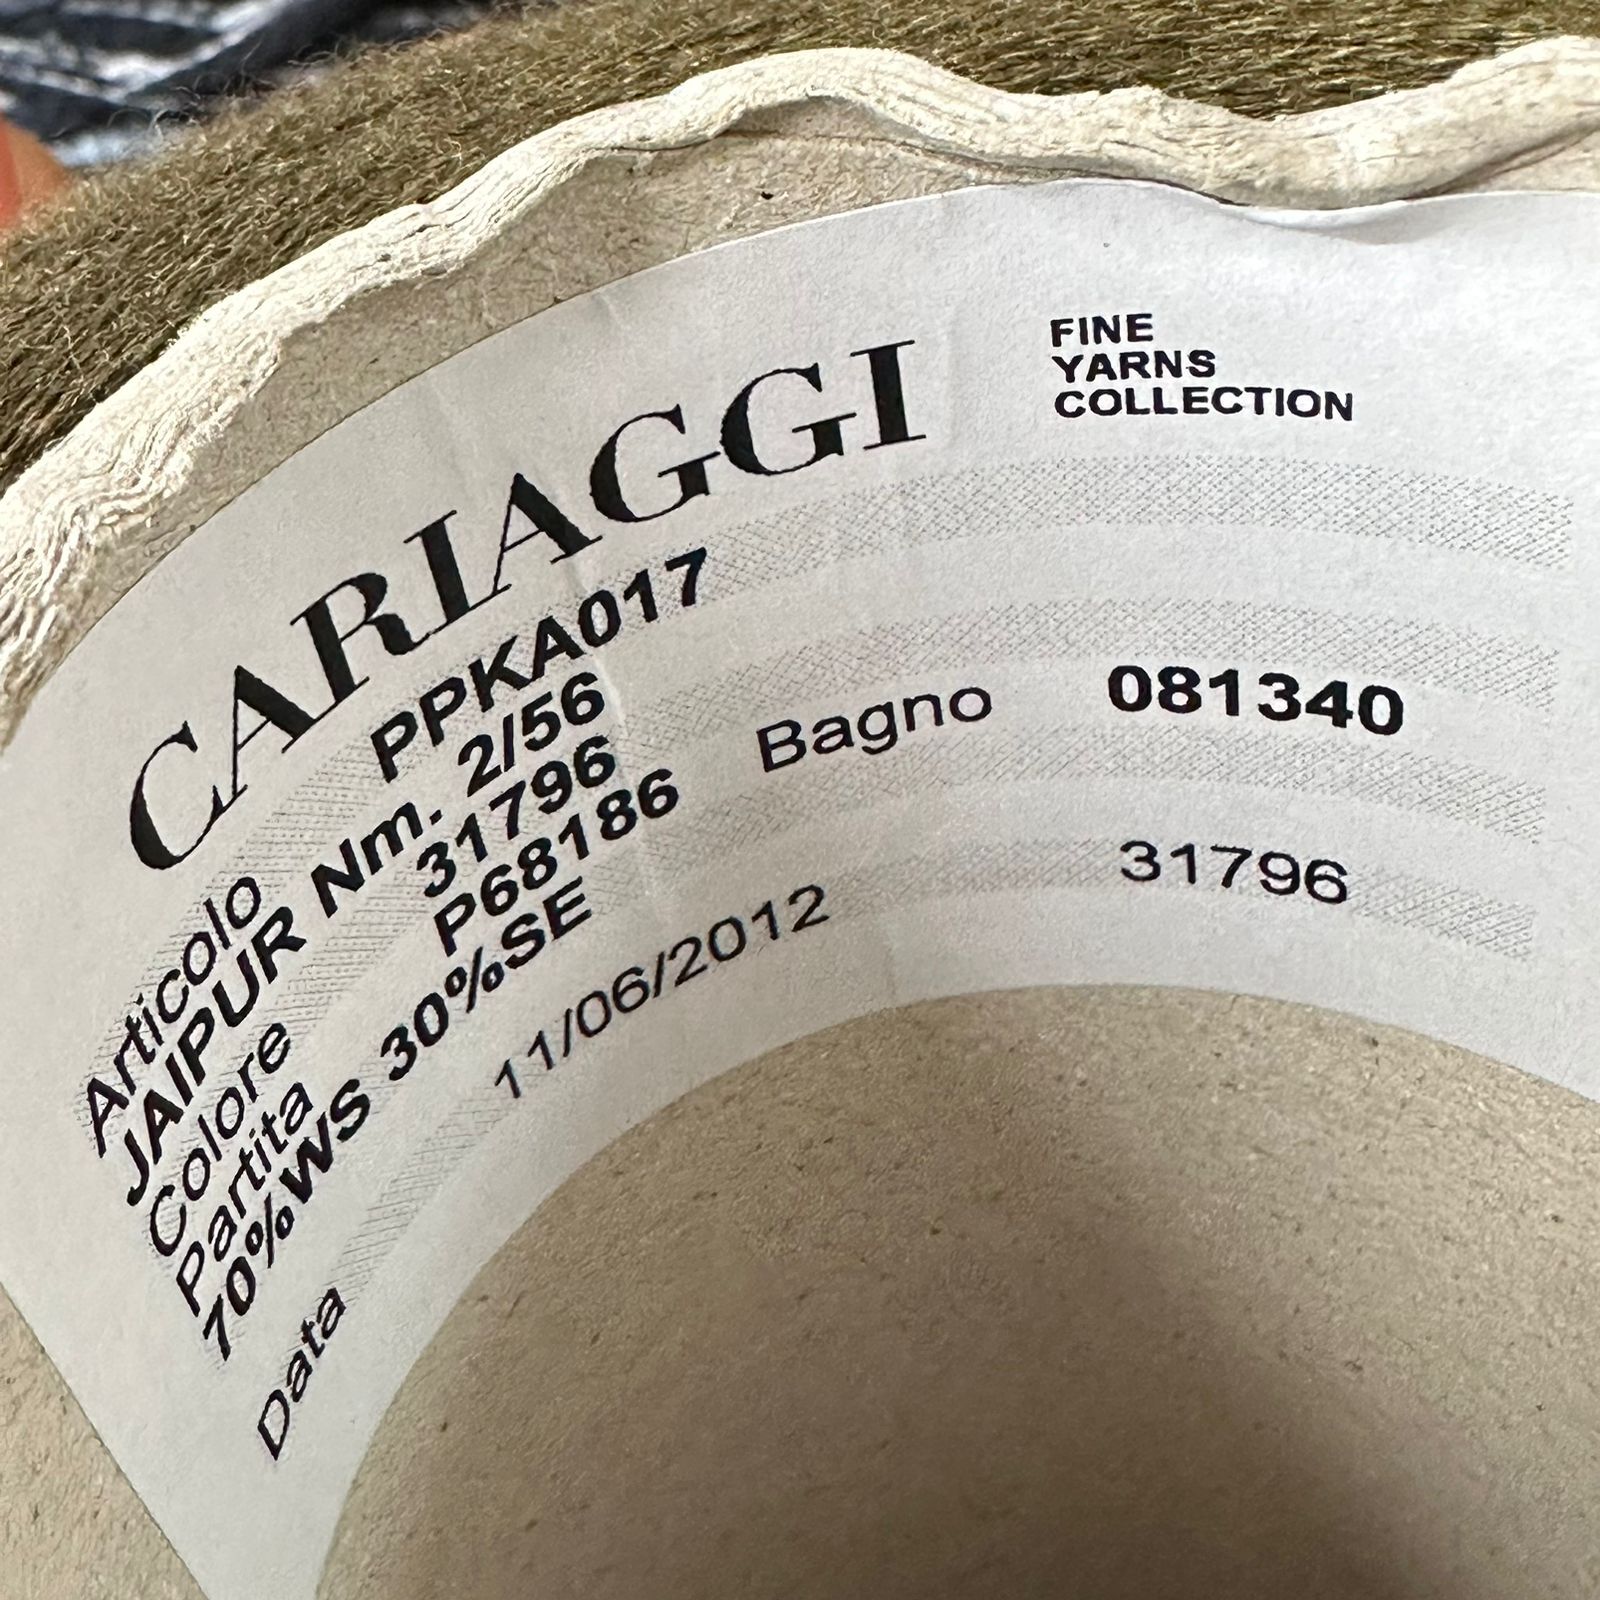 CARIAGGI
FINE
YARNS
COLLECTION
Articolo PPKA017
JAIPUR Nm. 2/56
Colore 31796
Partita P68186 Bagno 081340
70%WS 30%SE
Data 11/06/2012 31796